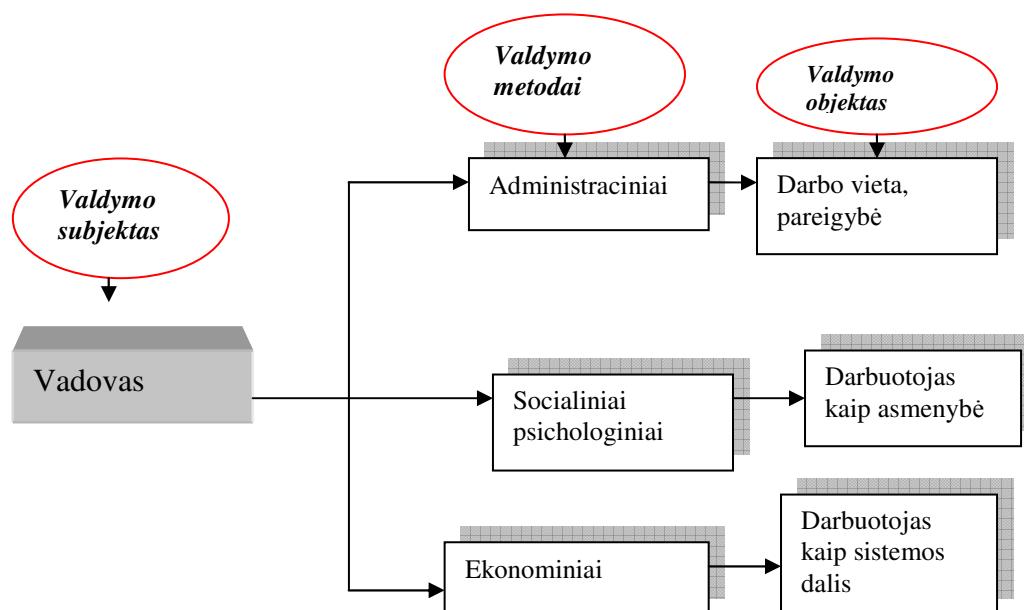 Valdymo
metodai
Valdymo
objektas
Valdymo
subjektas
Administraciniai
Darbo vieta,
pareigybė
Vadovas
Socialiniai
psichologiniai
Darbuotojas
kaip asmenybė
Ekonominiai
Darbuotojas
kaip sistemos
dalis